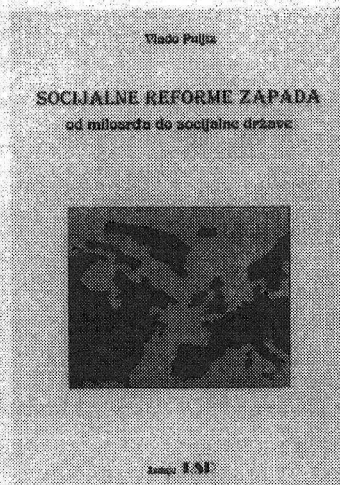 Vlado Puljiz
SOCIJALNE REFORME ZAPADA
od milosrđa do socijalne države